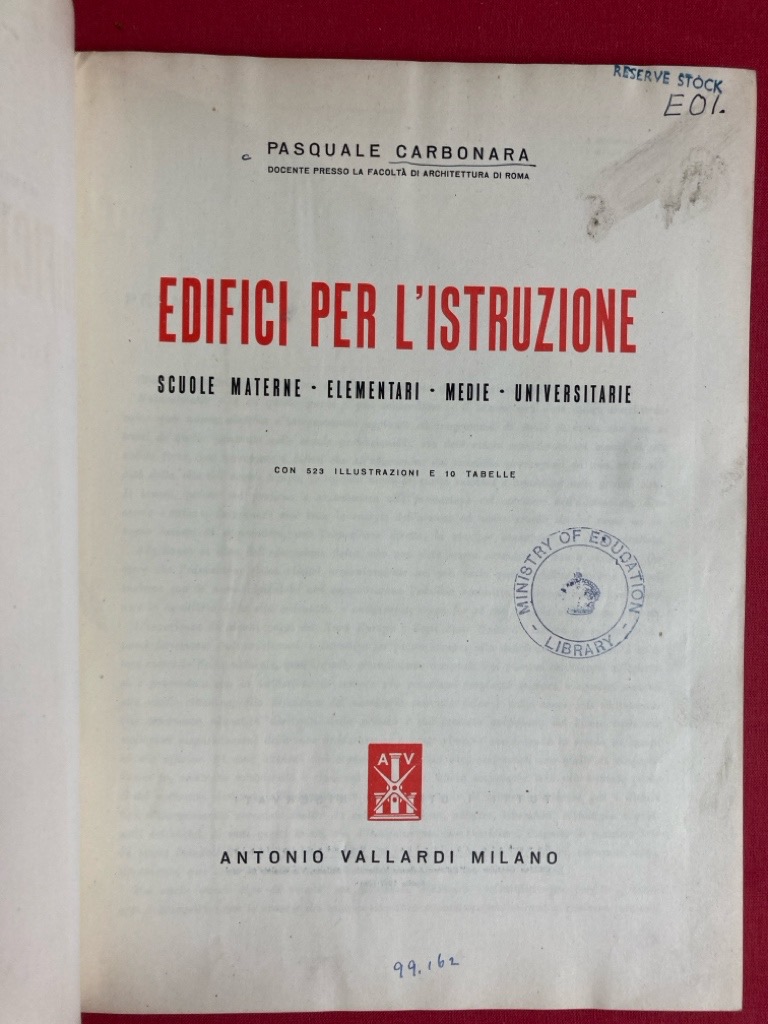 RESERVE STOCK
E01.
PASQUALE CARBONARA
DOCENTE PRESSO LA FACOLTÀ DI ARCHITETTURA DI ROMA
EDIFICI PER L'ISTRUZIONE
SCUOLE MATERNE - ELEMENTARI - MEDIE - UNIVERSITARIE
CON 523 ILLUSTRAZIONI E 10 TABELLE
MINISTRY OF EDUCATION
- LIBRARY -
A V
ANTONIO VALLARDI MILANO
99.162